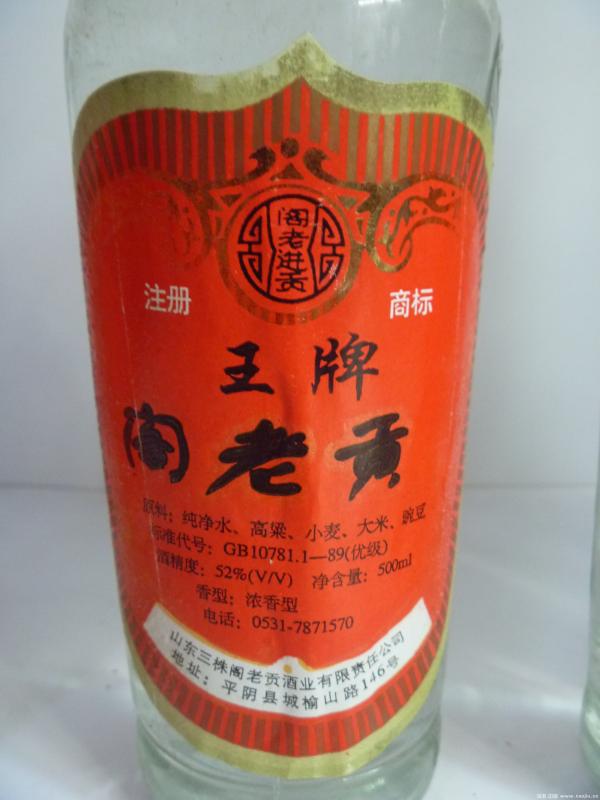 阁老进贡
注册 商标
王牌
阁老贡
原料：纯净水、高粱、小麦、大米、豌豆
标准代号：GB10781.1—89(优级)
酒精度：52%(V/V) 净含量：500ml
香型：浓香型
电话：0531-7871570
山东三株阁老贡酒业有限责任公司
地址：平阴县城榆山路146号